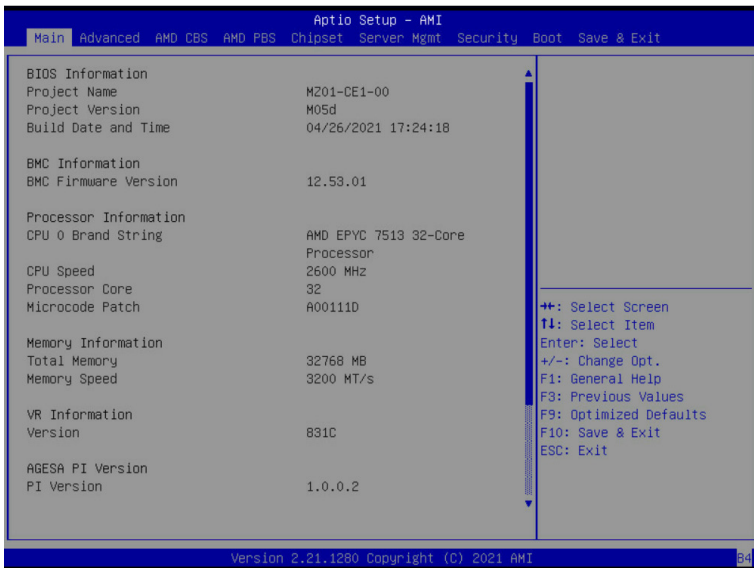 Aptio Setup – AMI
Main Advanced AMD CBS AMD PBS Chipset Server Mgmt Security Boot Save & Exit
BIOS Information
Project Name MZ01-CE1-00
Project Version M05d
Build Date and Time 04/26/2021 17:24:18
BMC Information
BMC Firmware Version 12.53.01
Processor Information
CPU 0 Brand String AMD EPYC 7513 32-Core
Processor
CPU Speed 2600 MHz
Processor Core 32
Microcode Patch A00111D
Memory Information
Total Memory 32768 MB
Memory Speed 3200 MT/s
VR Information
Version 831C
AGESA PI Version
PI Version 1.0.0.2
→←: Select Screen
↑↓: Select Item
Enter: Select
+/-: Change Opt.
F1: General Help
F3: Previous Values
F9: Optimized Defaults
F10: Save & Exit
ESC: Exit
Version 2.21.1280 Copyright (C) 2021 AMI
B4